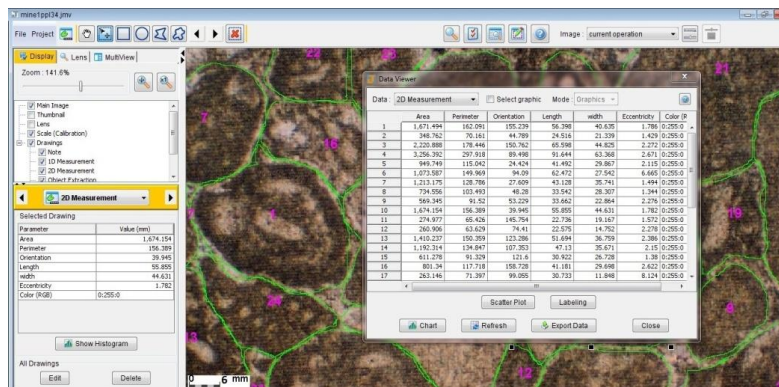 mine1ppl34.jmv
File Project Image : current operation
Display Lens MultiView
Zoom : 141.6%
Main Image
Thumbnail
Lens
Scale (Calibration)
Drawings
Note
1D Measurement
2D Measurement
Object Extraction
2D Measurement
Selected Drawing
Parameter Value (mm)
Area 1,674.154
Perimeter 156.389
Orientation 39.945
Length 55.855
width 44.631
Eccentricity 1.782
Color (RGB) 0:255:0
Show Histogram
All Drawings
Edit Delete
Data Viewer
Data : 2D Measurement Select graphic Mode : Graphics
Area Perimeter Orientation Length width Eccentricity Color (R
1 1,671.494 162.091 155.239 56.398 40.635 1.786 0:255:0
2 348.762 70.161 44.789 24.516 21.339 1.429 0:255:0
3 2,220.888 178.446 150.762 65.598 44.825 2.272 0:255:0
4 3,256.392 297.918 89.498 91.644 63.368 2.671 0:255:0
5 949.749 115.042 24.424 41.492 29.867 2.115 0:255:0
6 1,073.587 149.969 94.09 62.472 27.542 6.665 0:255:0
7 1,213.175 128.786 27.609 43.128 35.741 1.494 0:255:0
8 734.556 103.493 48.28 33.542 28.307 1.344 0:255:0
9 569.345 91.52 53.229 33.662 22.864 2.276 0:255:0
10 1,674.154 156.389 39.945 55.855 44.631 1.782 0:255:0
11 274.977 65.426 145.754 22.736 19.167 1.572 0:255:0
12 260.906 63.629 74.41 22.575 14.752 2.278 0:255:0
13 1,410.237 150.359 123.286 51.694 36.759 2.386 0:255:0
14 1,192.314 134.847 107.353 47.13 35.671 2.15 0:255:0
15 611.278 91.329 121.6 30.922 26.728 1.38 0:255:0
16 801.34 117.718 158.728 41.181 29.698 2.622 0:255:0
17 263.146 71.397 99.055 30.733 11.848 8.124 0:255:0
Scatter Plot Labeling
Chart Refresh Export Data Close
7
16
1
21
19
12
0 6 mm